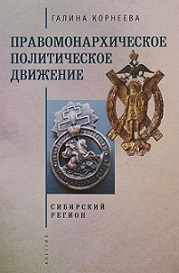 ГАЛИНА КОРНЕЕВА
ПРАВОМОНАРХИЧЕСКОЕ
ПОЛИТИЧЕСКОЕ
ДВИЖЕНИЕ
СИБИРСКИЙ
РЕГИОН